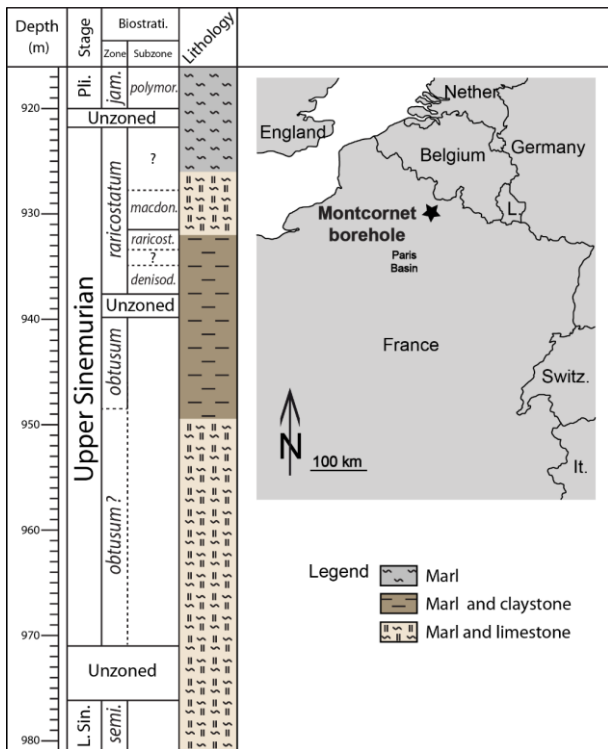 Depth
(m)
Stage
Biostrati.
Zone
Subzone
Lithology
920
930
940
950
960
970
980
Pli.
jam.
polymor.
Unzoned
Upper Sinemurian
raricostatum
?
macdon.
raricost.
?
denisod.
Unzoned
obtusum
obtusum ?
Unzoned
L. Sin.
semi.
Nether.
England
Germany
Belgium
L.
Montcornet
borehole
Paris
Basin
France
Switz.
It.
N
100 km
Legend
Marl
Marl and claystone
Marl and limestone